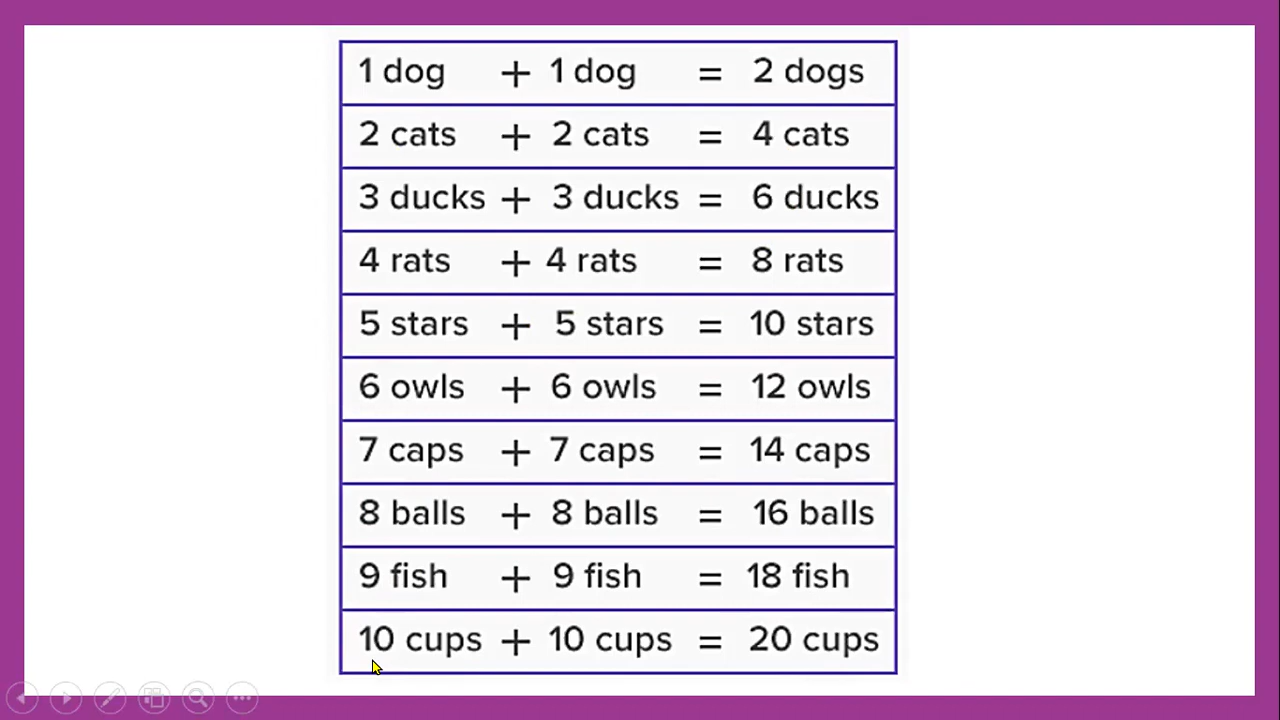 1 dog + 1 dog = 2 dogs
2 cats + 2 cats = 4 cats
3 ducks + 3 ducks = 6 ducks
4 rats + 4 rats = 8 rats
5 stars + 5 stars = 10 stars
6 owls + 6 owls = 12 owls
7 caps + 7 caps = 14 caps
8 balls + 8 balls = 16 balls
9 fish + 9 fish = 18 fish
10 cups + 10 cups = 20 cups